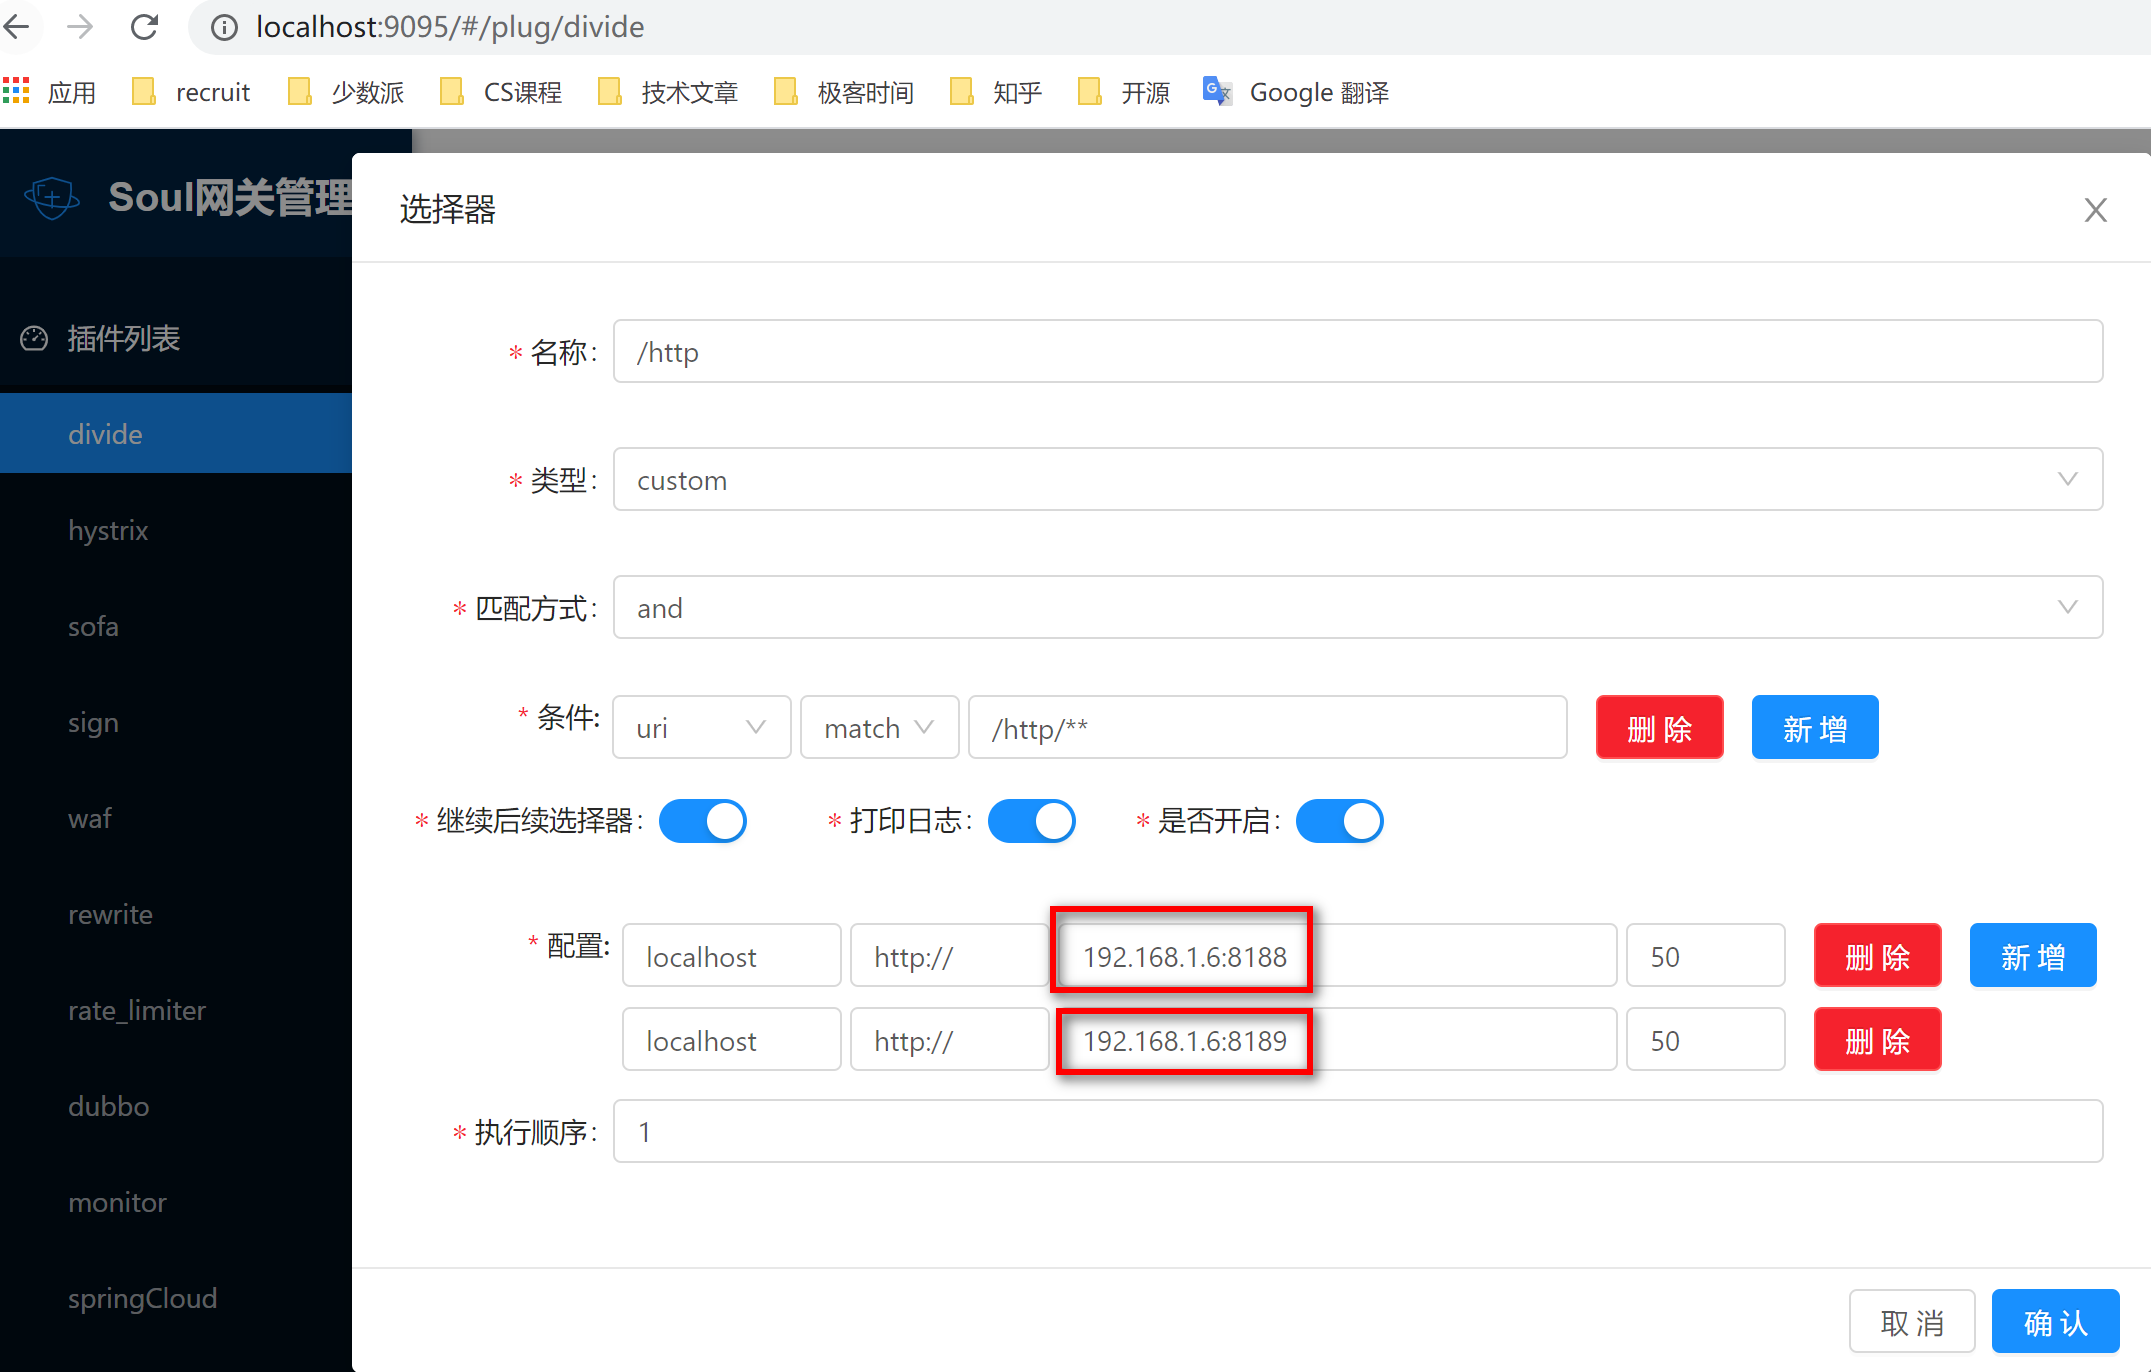 localhost:9095/#/plug/divide
应用 recruit 少数派 CS课程 技术文章 极客时间 知乎 开源 Google 翻译
Soul网关管理
插件列表
divide
hystrix
sofa
sign
waf
rewrite
rate_limiter
dubbo
monitor
springCloud
选择器
* 名称: /http
* 类型: custom
* 匹配方式: and
* 条件: uri match /http/** 删 除 新 增
* 继续后续选择器: * 打印日志: * 是否开启:
* 配置: localhost http:// 192.168.1.6:8188 50 删 除 新 增
localhost http:// 192.168.1.6:8189 50 删 除
* 执行顺序: 1
取 消 确 认